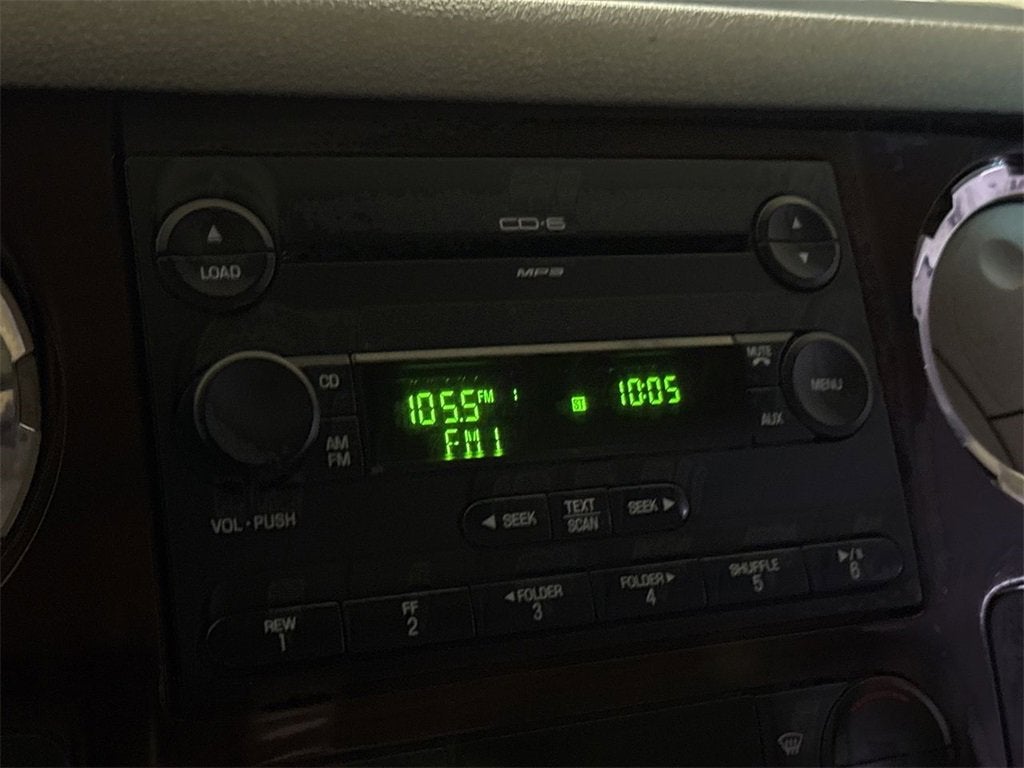 CD•6
LOAD
MP3
MUTE
CD
105.5 FM 1 ST 10:05
MENU
AUX
AM
FM
FM1
VOL • PUSH
◄ SEEK
TEXT
SCAN
SEEK ►
REW
1
FF
2
◄ FOLDER
3
FOLDER ►
4
SHUFFLE
5
►/II
6